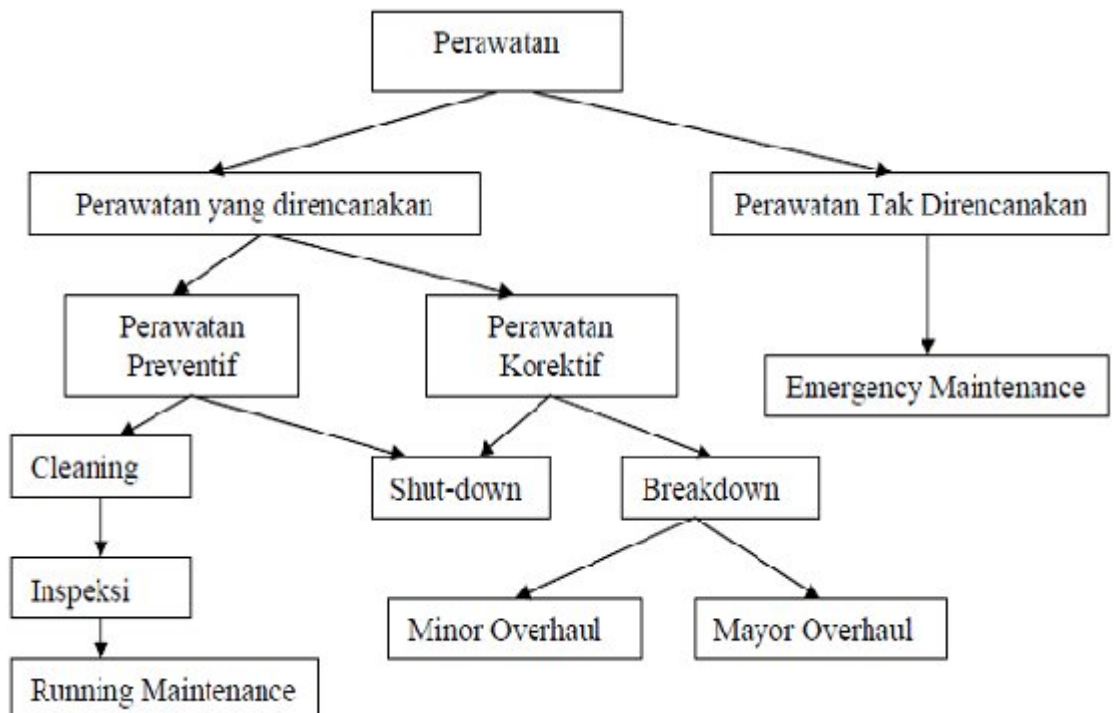 Perawatan
Perawatan yang direncanakan
Perawatan Tak Direncanakan
Perawatan
Preventif
Perawatan
Korektif
Emergency Maintenance
Cleaning
Shut-down
Breakdown
Inspeksi
Minor Overhaul
Mayor Overhaul
Running Maintenance